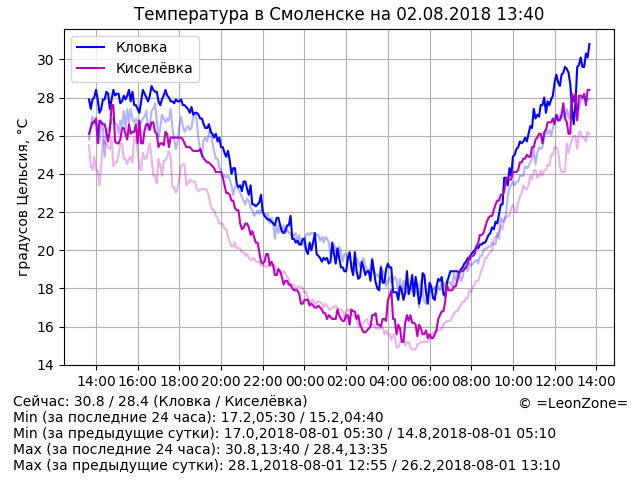 Температура в Смоленске на 02.08.2018 13:40
Кловка
Киселёвка
градусов Цельсия, °C
30
28
26
24
22
20
18
16
14
14:00 16:00 18:00 20:00 22:00 00:00 02:00 04:00 06:00 08:00 10:00 12:00 14:00
Сейчас: 30.8 / 28.4 (Кловка / Киселёвка)
© =LeonZone=
Min (за последние 24 часа): 17.2,05:30 / 15.2,04:40
Min (за предыдущие сутки): 17.0,2018-08-01 05:30 / 14.8,2018-08-01 05:10
Max (за последние 24 часа): 30.8,13:40 / 28.4,13:35
Max (за предыдущие сутки): 28.1,2018-08-01 12:55 / 26.2,2018-08-01 13:10